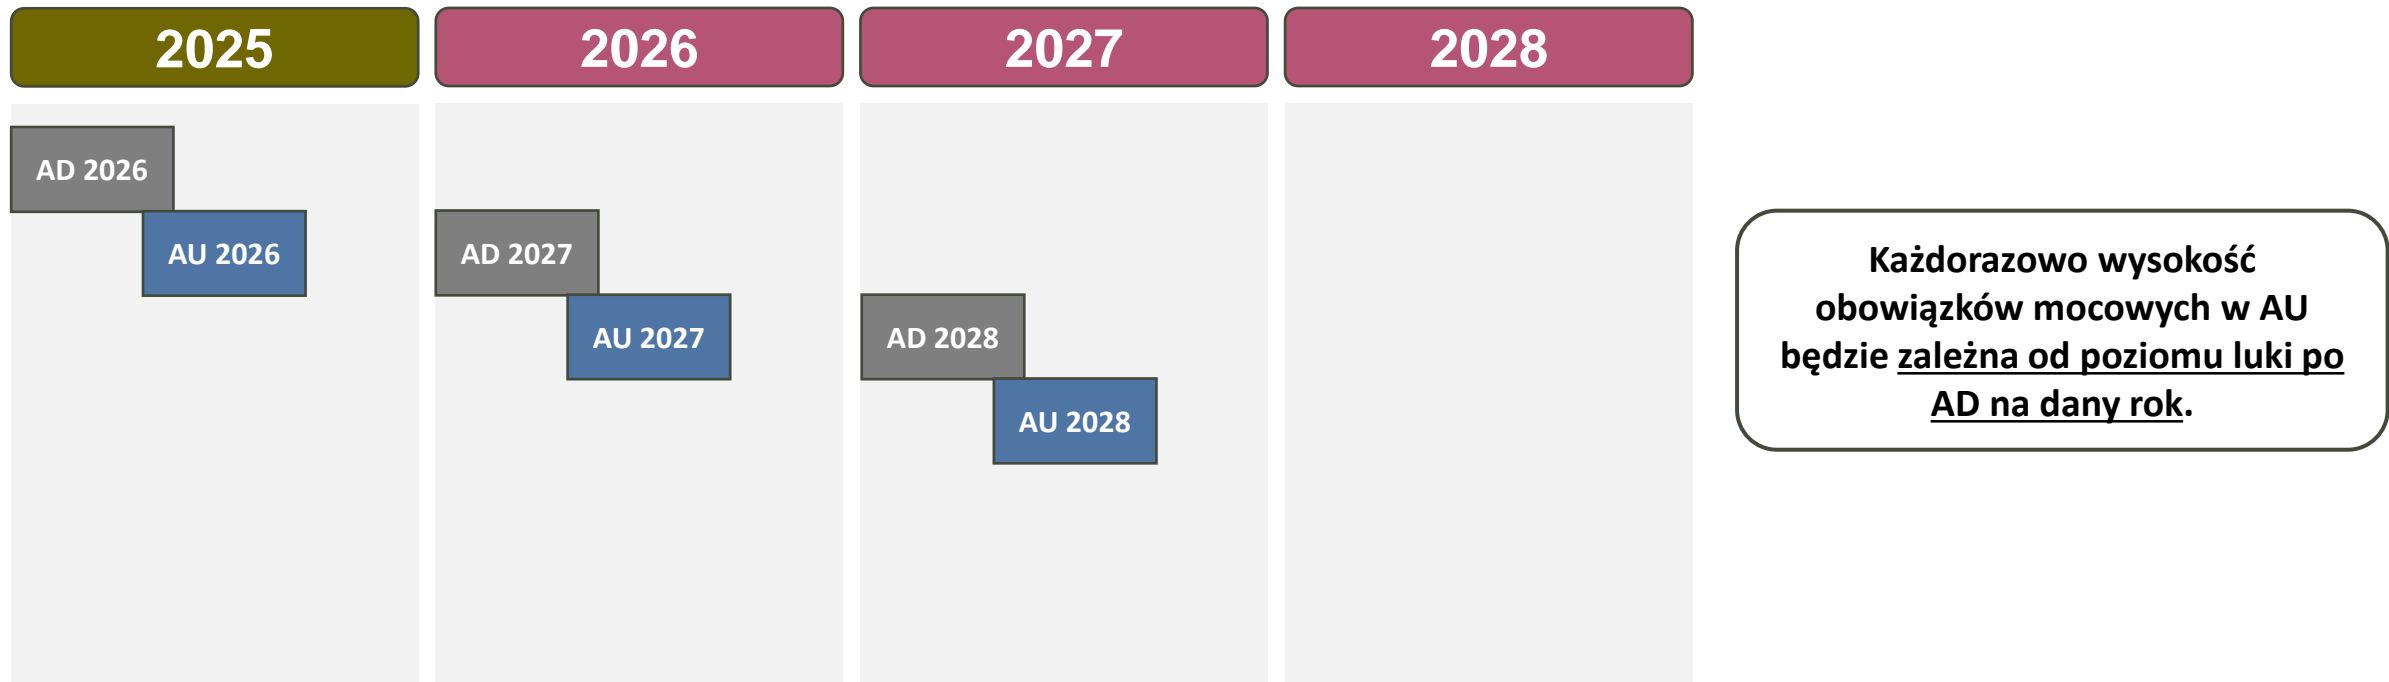 2025
2026
2027
2028
AD 2026
AU 2026
AD 2027
AU 2027
AD 2028
AU 2028
Każdorazowo wysokość
obowiązków mocowych w AU
będzie zależna od poziomu luki po
AD na dany rok.